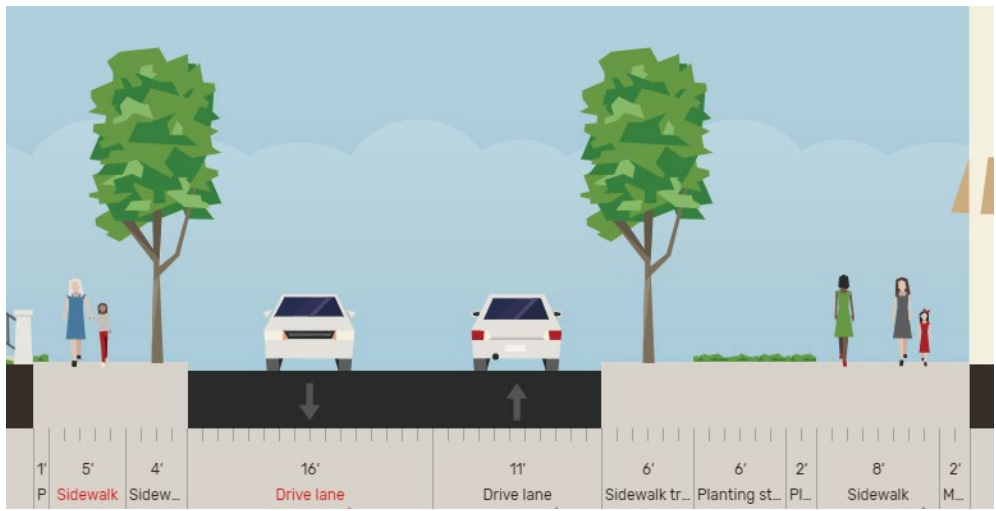 1' 5' 4' 16' 11' 6' 6' 2' 8' 2'
P Sidewalk Sidew... Drive lane Drive lane Sidewalk tr... Planting st... Pl... Sidewalk M...